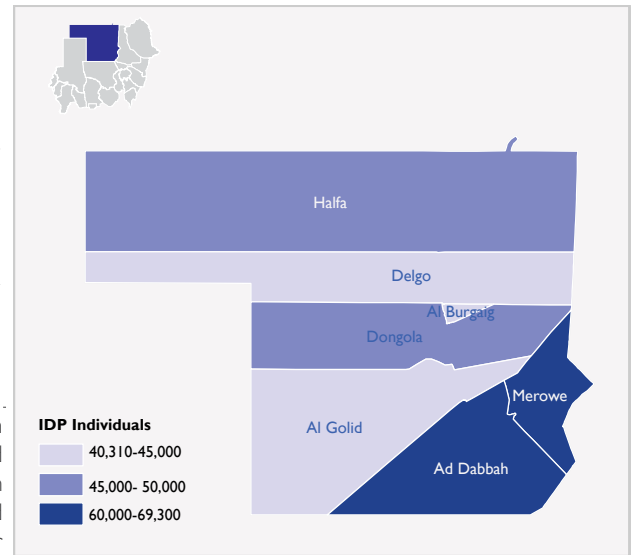 Halfa
Delgo
Al Burgaig
Dongola
Merowe
Al Golid
Ad Dabbah
IDP Individuals
40,310-45,000
45,000- 50,000
60,000-69,300